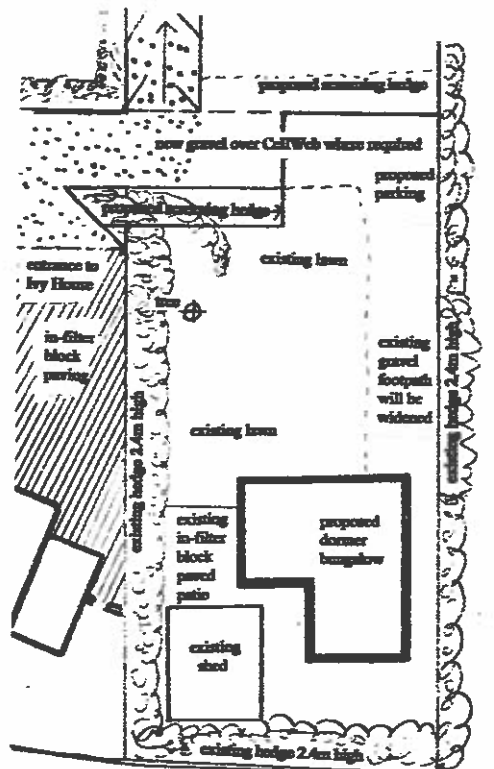 proposed screening hedge
new gravel over CellWeb where required
proposed
parking
proposed screening hedge
entrance to
Ivy House
existing lawn
tree
in-filter
block
paving
existing
gravel
footpath
will be
widened
existing hedge 2.4m high
existing hedge 2.4m high
existing lawn
existing
in-filter
block
paved
patio
proposed
dormer
bungalow
existing
shed
existing hedge 2.4m high